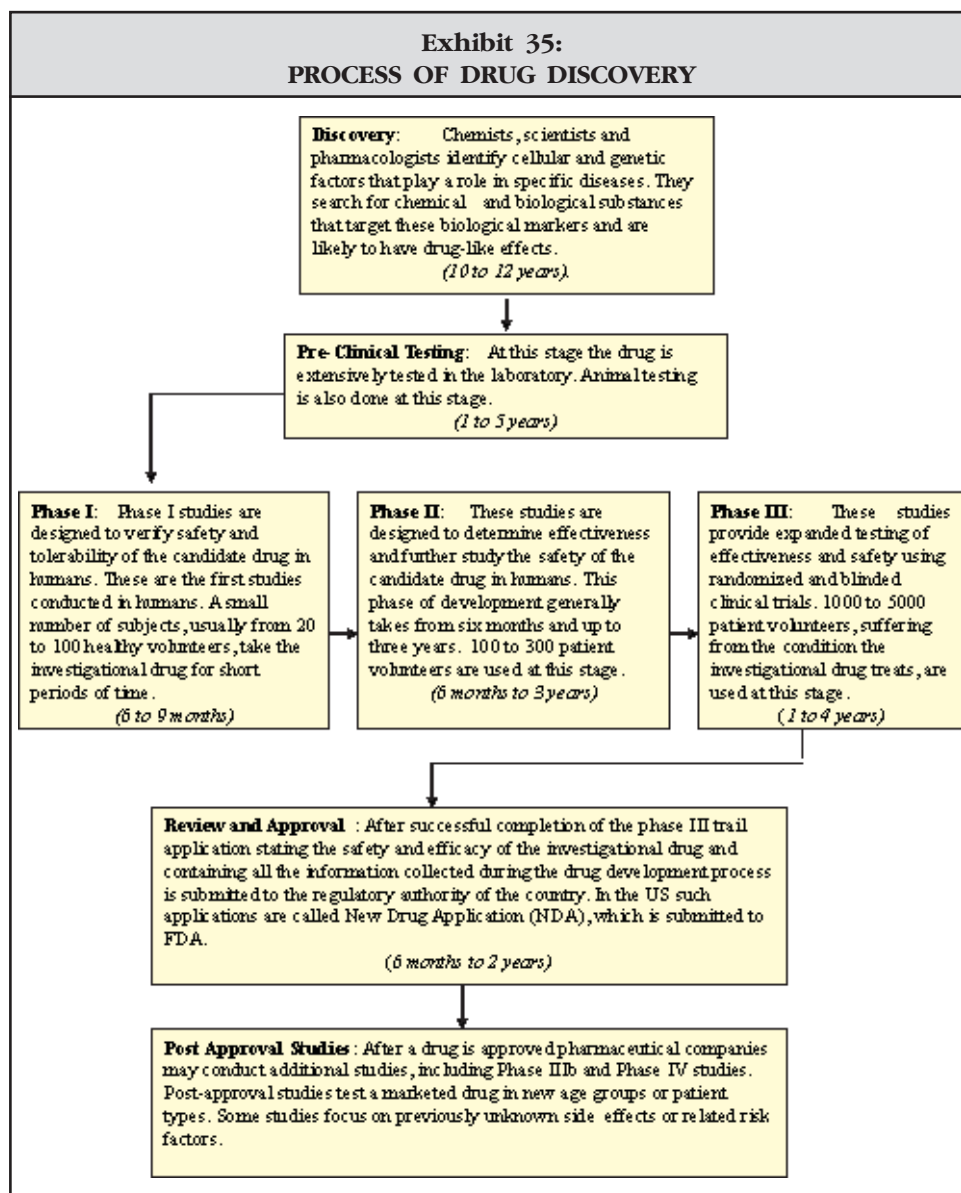 Exhibit 35:
PROCESS OF DRUG DISCOVERY
Discovery: Chemists, scientists and
pharmacologists identify cellular and genetic
factors that play a role in specific diseases. They
search for chemical and biological substances
that target these biological markers and are
likely to have drug-like effects.
(10 to 12 years).
Pre-Clinical Testing: At this stage the drug is
extensively tested in the laboratory. Animal testing
is also done at this stage.
(1 to 5 years)
Phase I: Phase I studies are
designed to verify safety and
tolerability of the candidate drug in
humans. These are the first studies
conducted in humans. A small
number of subjects, usually from 20
to 100 healthy volunteers, take the
investigational drug for short
periods of time.
(6 to 9 months)
Phase II: These studies are
designed to determine effectiveness
and further study the safety of the
candidate drug in humans. This
phase of development generally
takes from six months and up to
three years. 100 to 300 patient
volunteers are used at this stage.
(6 months to 3 years)
Phase III: These studies
provide expanded testing of
effectiveness and safety using
randomized and blinded
clinical trials. 1000 to 5000
patient volunteers, suffering
from the condition the
investigational drug treats, are
used at this stage.
(1 to 4 years)
Review and Approval : After successful completion of the phase III trail
application stating the safety and efficacy of the investigational drug and
containing all the information collected during the drug development process
is submitted to the regulatory authority of the country. In the US such
applications are called New Drug Application (NDA), which is submitted to
FDA.
(6 months to 2 years)
Post Approval Studies: After a drug is approved pharmaceutical companies
may conduct additional studies, including Phase IIIb and Phase IV studies.
Post-approval studies test a marketed drug in new age groups or patient
types. Some studies focus on previously unknown side effects or related risk
factors.